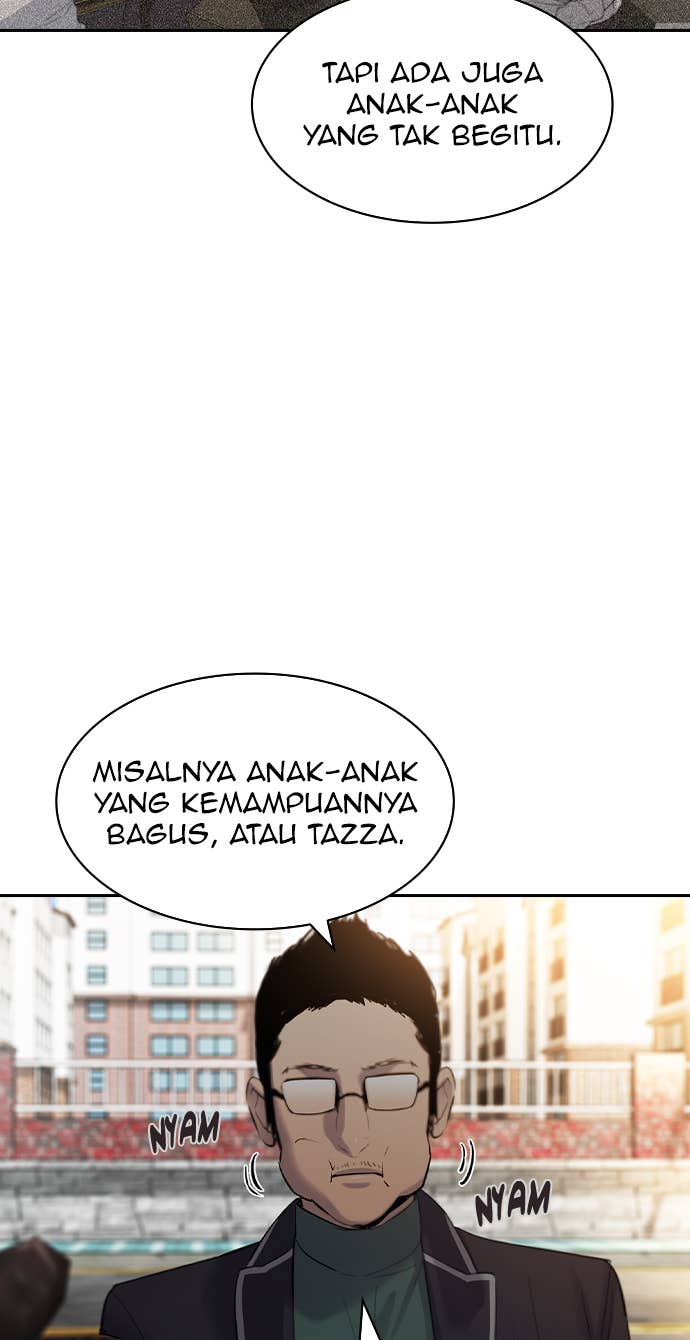 TAPI ADA JUGA
ANAK-ANAK
YANG TAK BEGITU.
MISALNYA ANAK-ANAK
YANG KEMAMPUANNYA
BAGUS, ATAU TAZZA.
NYAM
NYAM